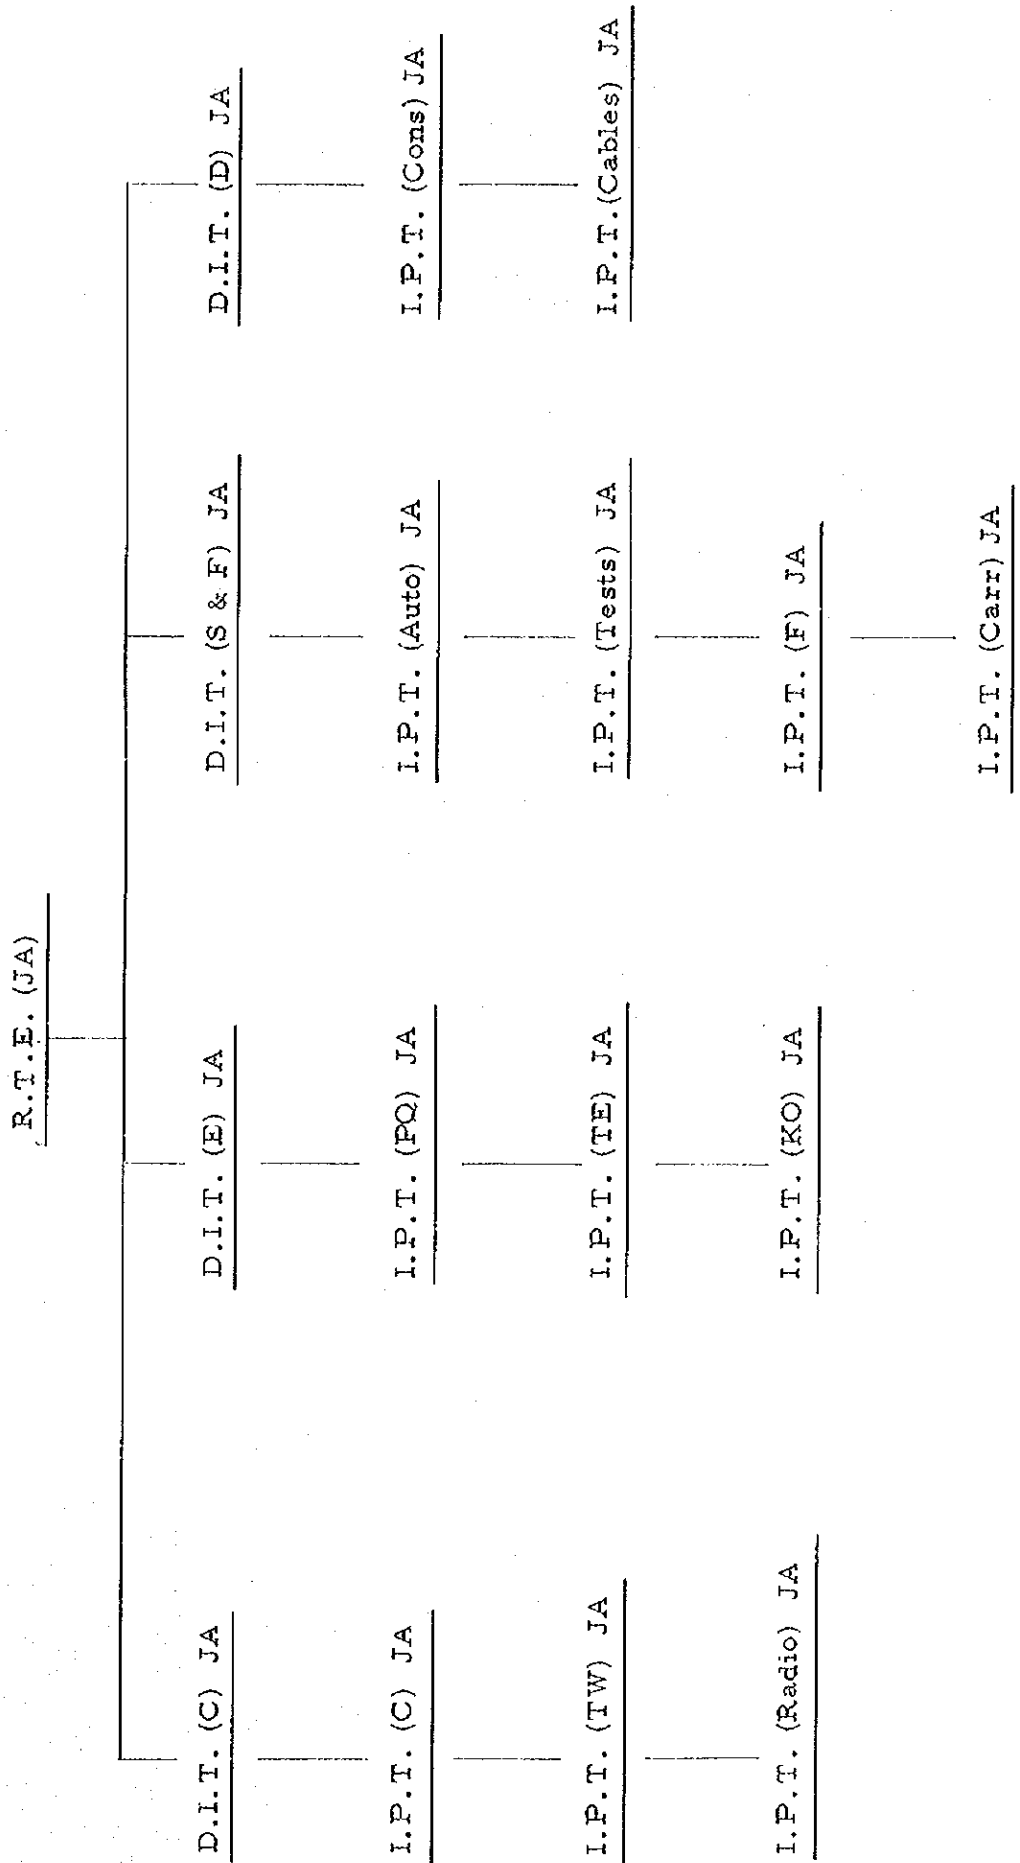 R.T.E. (JA)
D.I.T. (C) JA
I.P.T. (C) JA
I.P.T. (TW) JA
I.P.T. (Radio) JA
D.I.T. (E) JA
I.P.T. (PQ) JA
I.P.T. (TE) JA
I.P.T. (KO) JA
D.I.T. (S & F) JA
I.P.T. (Auto) JA
I.P.T. (Tests) JA
I.P.T. (F) JA
I.P.T. (Carr) JA
D.I.T. (D) JA
I.P.T. (Cons) JA
I.P.T. (Cables) JA